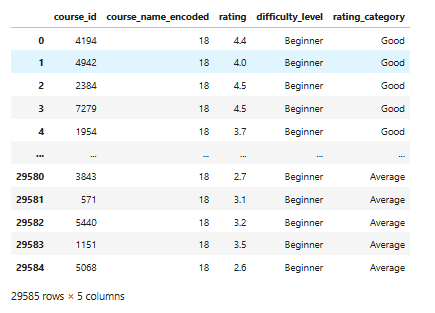 course_id course_name_encoded rating difficulty_level rating_category
0 4194 18 4.4 Beginner Good
1 4942 18 4.0 Beginner Good
2 2384 18 4.5 Beginner Good
3 7279 18 4.5 Beginner Good
4 1954 18 3.7 Beginner Good
... ... ... ... ... ...
29580 3843 18 2.7 Beginner Average
29581 571 18 3.1 Beginner Average
29582 5440 18 3.2 Beginner Average
29583 1151 18 3.5 Beginner Average
29584 5068 18 2.6 Beginner Average
29585 rows × 5 columns